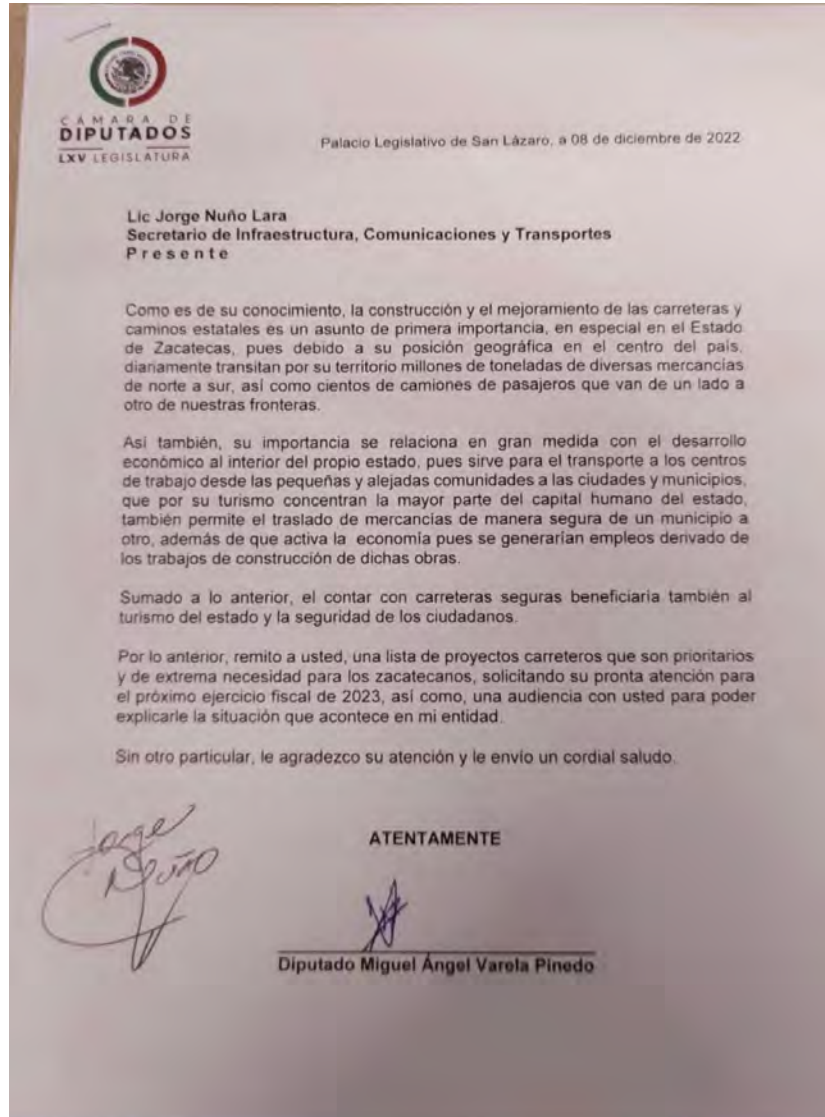 CÁMARA DE
DIPUTADOS
LXV LEGISLATURA
Palacio Legislativo de San Lázaro, a 08 de diciembre de 2022
Lic Jorge Nuño Lara
Secretario de Infraestructura, Comunicaciones y Transportes
P r e s e n t e
Como es de su conocimiento, la construcción y el mejoramiento de las carreteras y
caminos estatales es un asunto de primera importancia, en especial en el Estado
de Zacatecas, pues debido a su posición geográfica en el centro del país,
diariamente transitan por su territorio millones de toneladas de diversas mercancías
de norte a sur, así como cientos de camiones de pasajeros que van de un lado a
otro de nuestras fronteras.
Así también, su importancia se relaciona en gran medida con el desarrollo
económico al interior del propio estado, pues sirve para el transporte a los centros
de trabajo desde las pequeñas y alejadas comunidades a las ciudades y municipios,
que por su turismo concentran la mayor parte del capital humano del estado,
también permite el traslado de mercancías de manera segura de un municipio a
otro, además de que activa la economía pues se generarían empleos derivado de
los trabajos de construcción de dichas obras.
Sumado a lo anterior, el contar con carreteras seguras beneficiaría también al
turismo del estado y la seguridad de los ciudadanos.
Por lo anterior, remito a usted, una lista de proyectos carreteros que son prioritarios
y de extrema necesidad para los zacatecanos, solicitando su pronta atención para
el próximo ejercicio fiscal de 2023, así como, una audiencia con usted para poder
explicarle la situación que acontece en mi entidad.
Sin otro particular, le agradezco su atención y le envío un cordial saludo.
Jorge
Nuño
ATENTAMENTE
Diputado Miguel Ángel Varela Pinedo